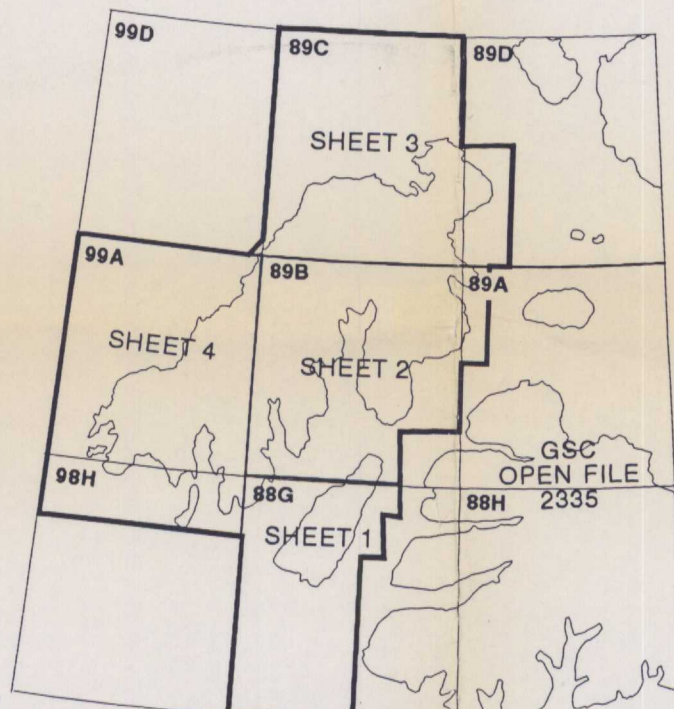 99D
89C
89D
SHEET 3
99A
89B
89A
SHEET 4
SHEET 2
GSC
OPEN FILE
2335
98H
88G
88H
SHEET 1